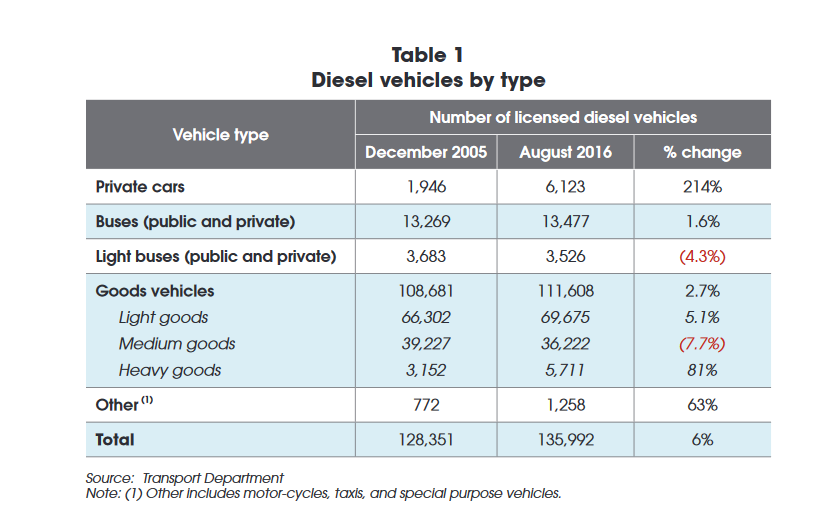 Table 1
Diesel vehicles by type
Vehicle type
Number of licensed diesel vehicles
December 2005 August 2016 % change
Private cars 1,946 6,123 214%
Buses (public and private) 13,269 13,477 1.6%
Light buses (public and private) 3,683 3,526 (4.3%)
Goods vehicles 108,681 111,608 2.7%
Light goods 66,302 69,675 5.1%
Medium goods 39,227 36,222 (7.7%)
Heavy goods 3,152 5,711 81%
Other (1) 772 1,258 63%
Total 128,351 135,992 6%
Source: Transport Department
Note: (1) Other includes motor-cycles, taxis, and special purpose vehicles.